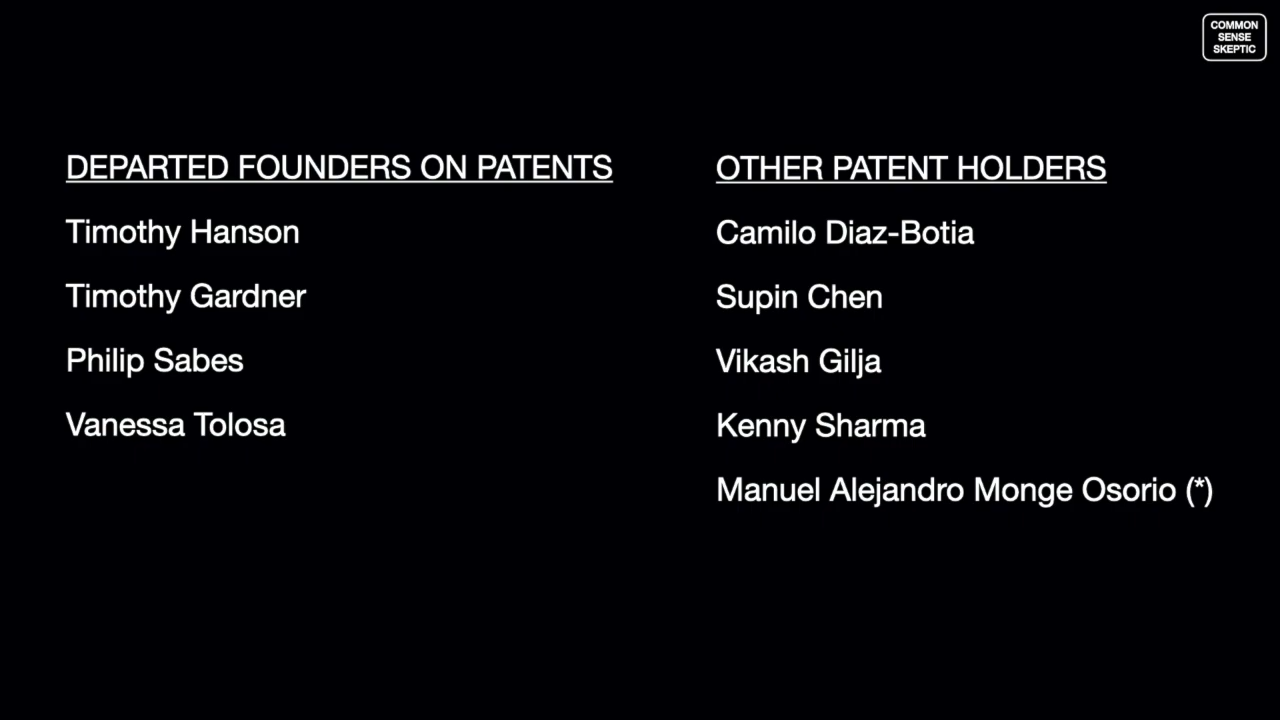 COMMON
SENSE
SKEPTIC
DEPARTED FOUNDERS ON PATENTS
Timothy Hanson
Timothy Gardner
Philip Sabes
Vanessa Tolosa
OTHER PATENT HOLDERS
Camilo Diaz-Botia
Supin Chen
Vikash Gilja
Kenny Sharma
Manuel Alejandro Monge Osorio (*)